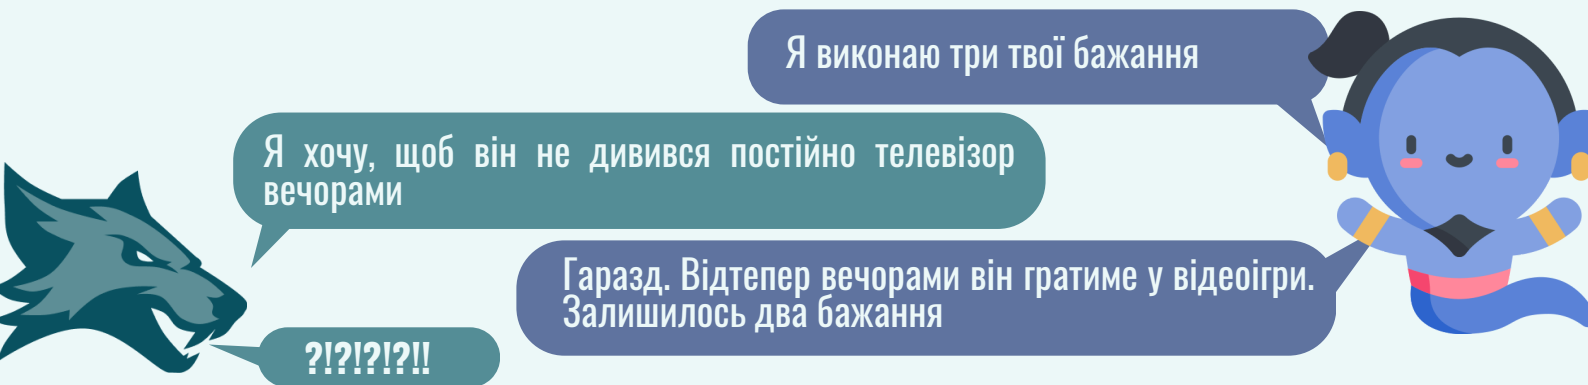 Я виконаю три твої бажання
Я хочу, щоб він не дивився постійно телевізор
вечорами
Гаразд. Відтепер вечорами він гратиме у відеоігри.
Залишилось два бажання
?!?!?!?!!